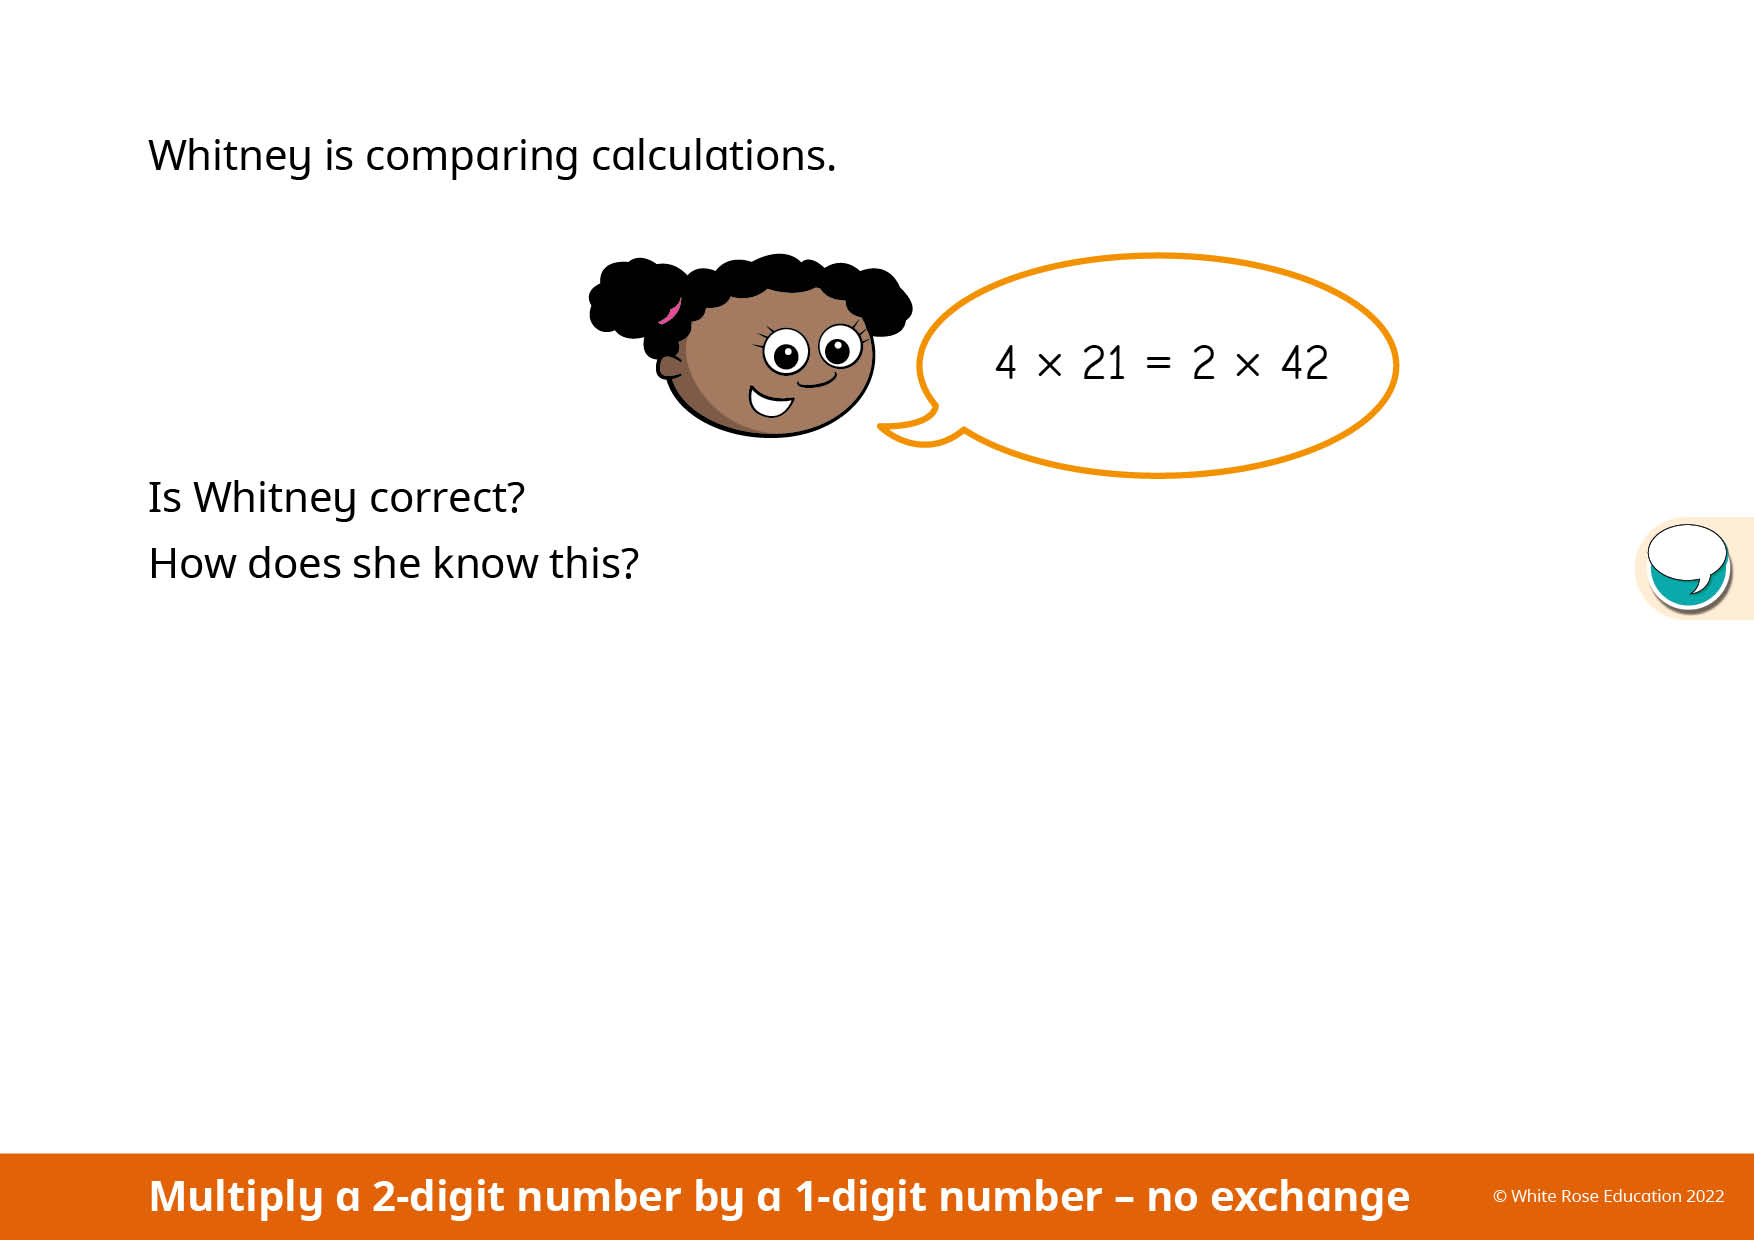 Whitney is comparing calculations.
4 × 21 = 2 × 42
Is Whitney correct?
How does she know this?
Multiply a 2-digit number by a 1-digit number – no exchange
© White Rose Education 2022